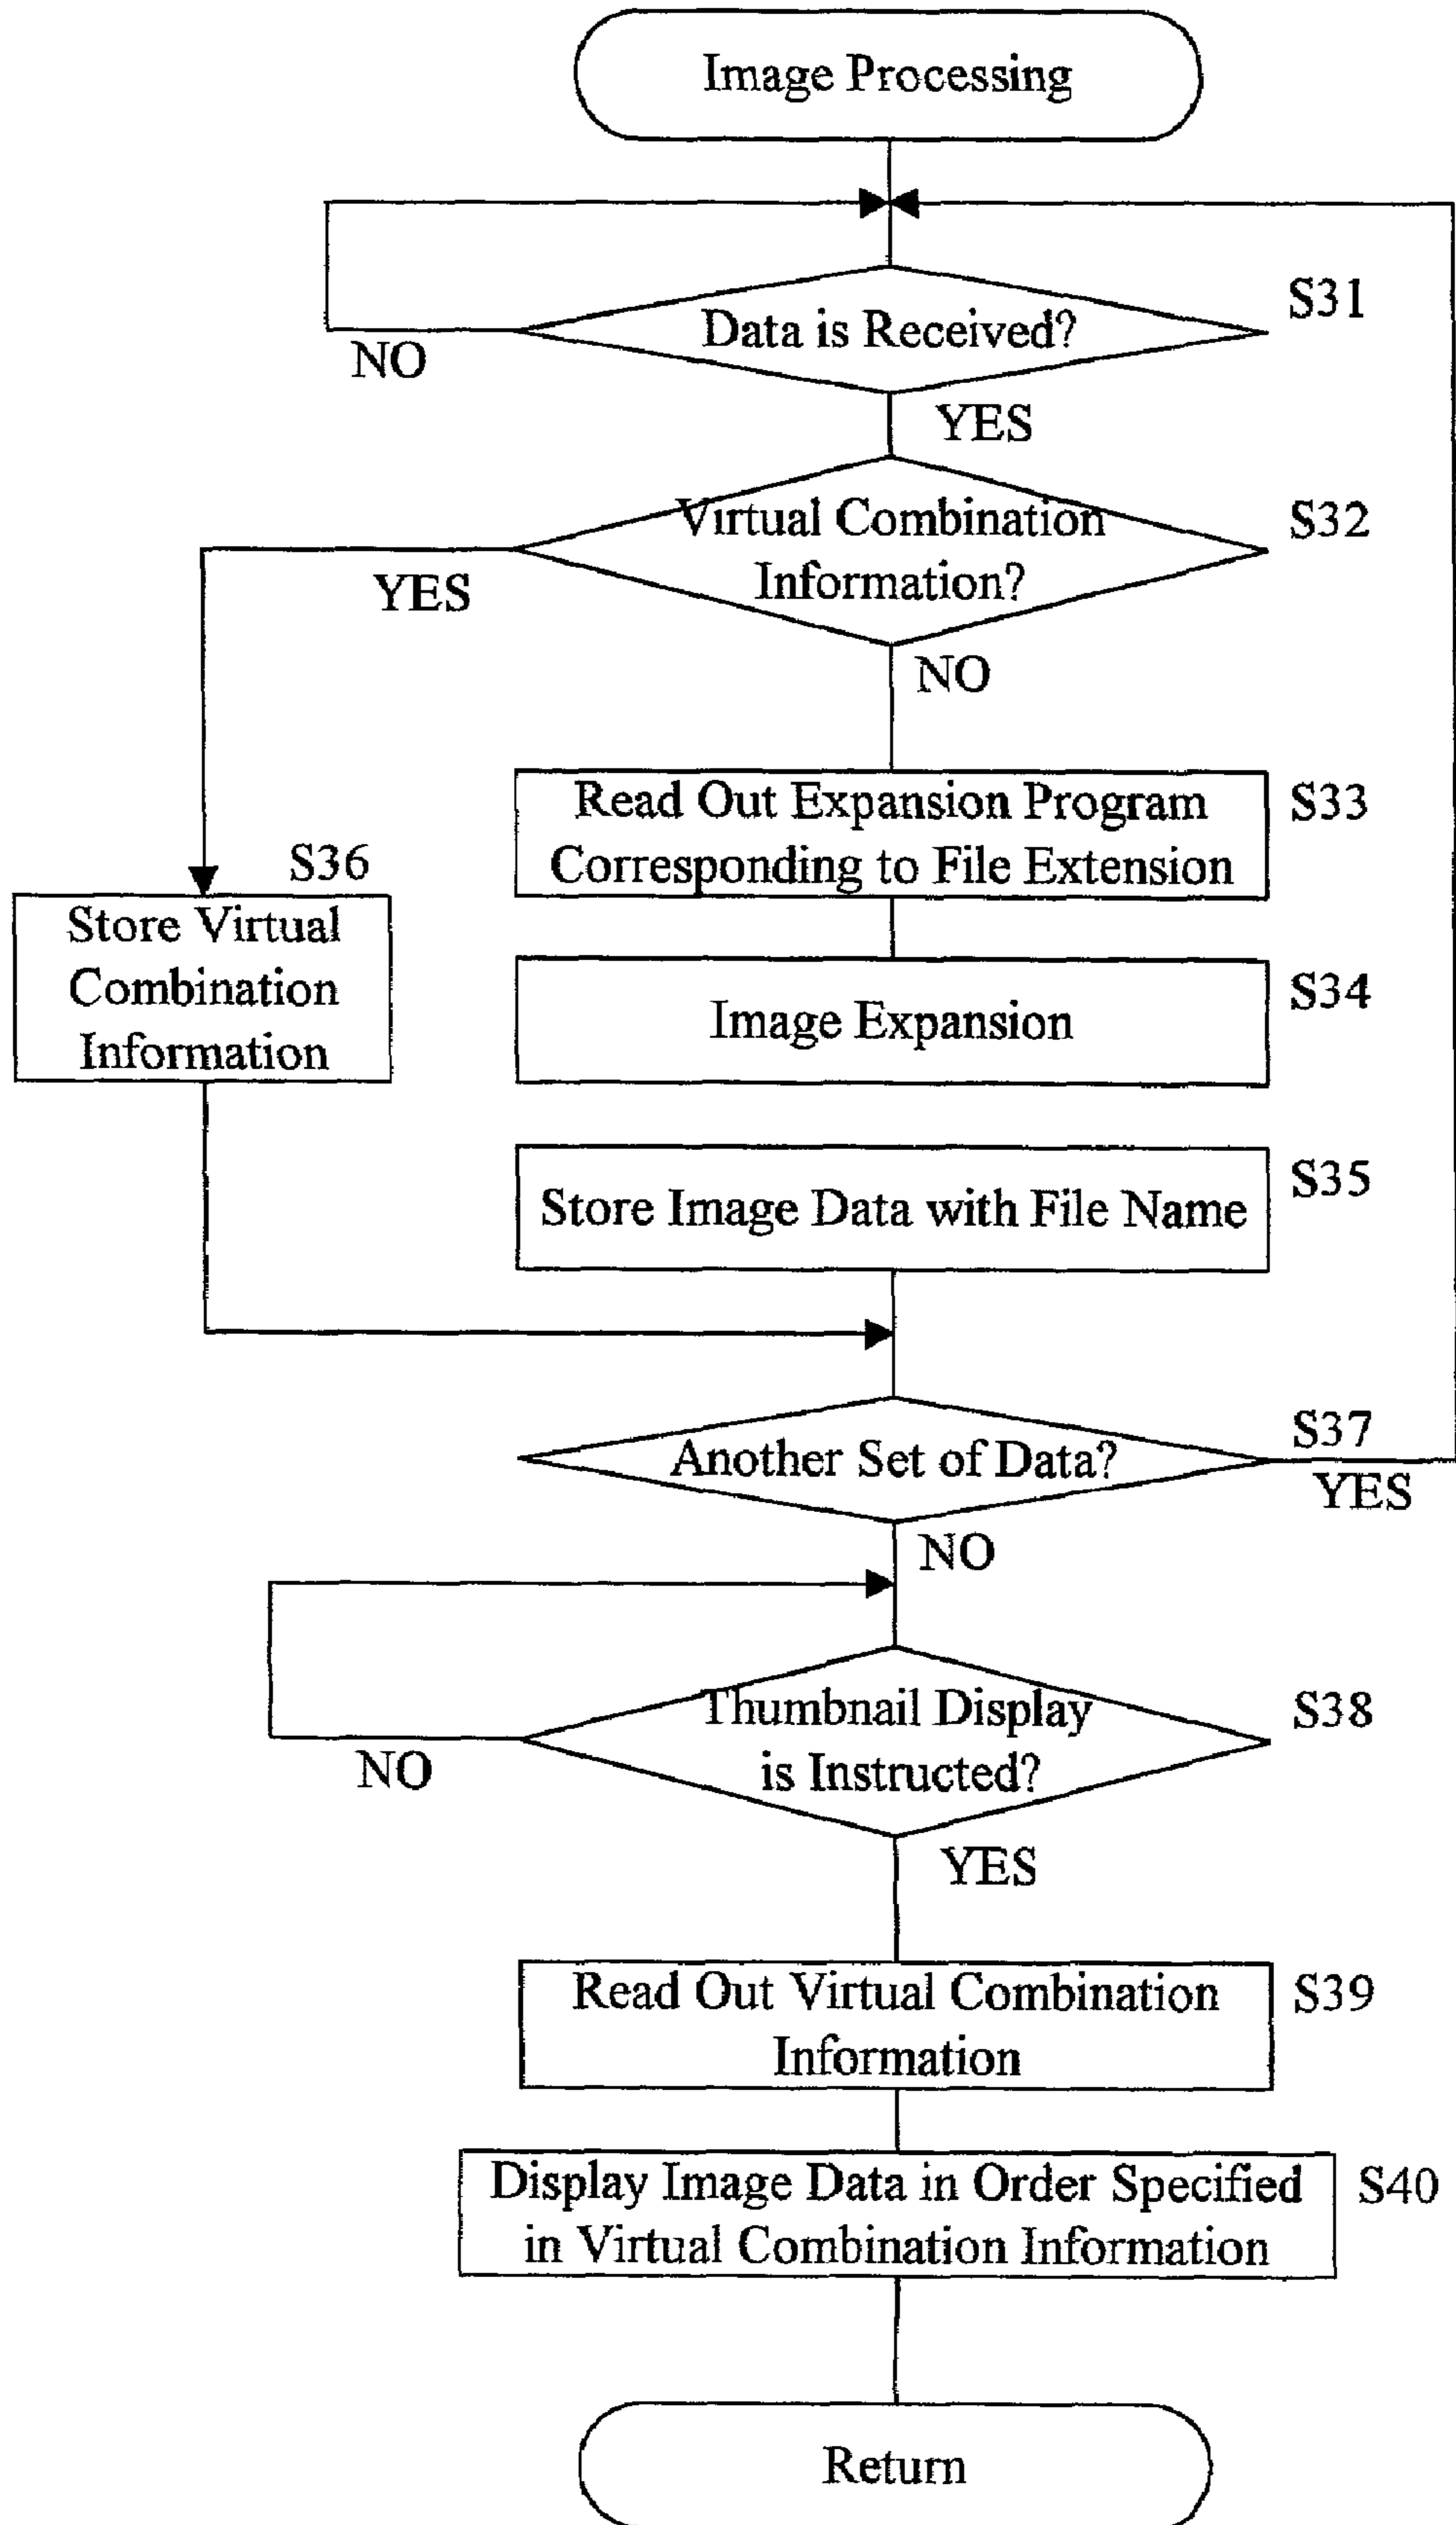 Image Processing
Data is Received?
S31
NO
YES
Virtual Combination
Information?
S32
YES
NO
Read Out Expansion Program
Corresponding to File Extension
S33
S36
Store Virtual
Combination
Information
Image Expansion
S34
Store Image Data with File Name
S35
Another Set of Data?
S37
YES
NO
Thumbnail Display
is Instructed?
S38
NO
YES
Read Out Virtual Combination
Information
S39
Display Image Data in Order Specified
in Virtual Combination Information
S40
Return